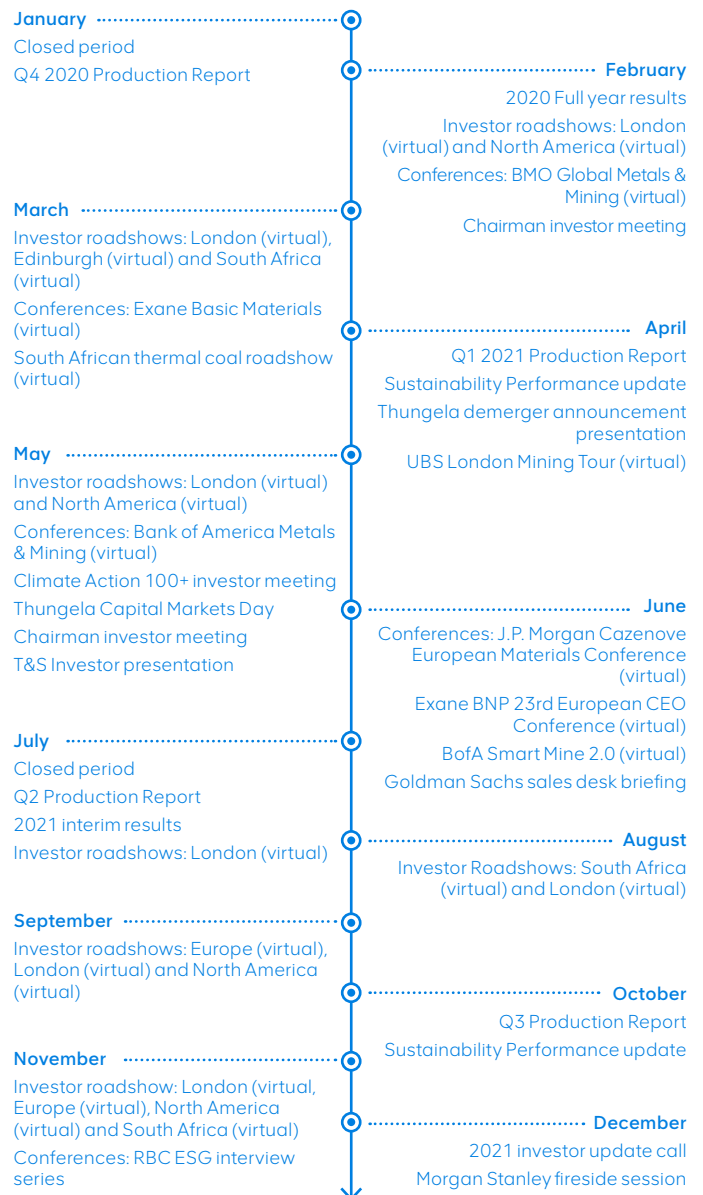 January
Closed period
Q4 2020 Production Report
February
2020 Full year results
Investor roadshows: London
(virtual) and North America (virtual)
Conferences: BMO Global Metals &
Mining (virtual)
Chairman investor meeting
March
Investor roadshows: London (virtual),
Edinburgh (virtual) and South Africa
(virtual)
Conferences: Exane Basic Materials
(virtual)
South African thermal coal roadshow
(virtual)
April
Q1 2021 Production Report
Sustainability Performance update
Thungela demerger announcement
presentation
UBS London Mining Tour (virtual)
May
Investor roadshows: London (virtual)
and North America (virtual)
Conferences: Bank of America Metals
& Mining (virtual)
Climate Action 100+ investor meeting
Thungela Capital Markets Day
Chairman investor meeting
T&S Investor presentation
June
Conferences: J.P. Morgan Cazenove
European Materials Conference
(virtual)
Exane BNP 23rd European CEO
Conference (virtual)
BofA Smart Mine 2.0 (virtual)
Goldman Sachs sales desk briefing
July
Closed period
Q2 Production Report
2021 interim results
Investor roadshows: London (virtual)
August
Investor Roadshows: South Africa
(virtual) and London (virtual)
September
Investor roadshows: Europe (virtual),
London (virtual) and North America
(virtual)
October
Q3 Production Report
Sustainability Performance update
November
Investor roadshow: London (virtual,
Europe (virtual), North America
(virtual) and South Africa (virtual)
Conferences: RBC ESG interview
series
December
2021 investor update call
Morgan Stanley fireside session